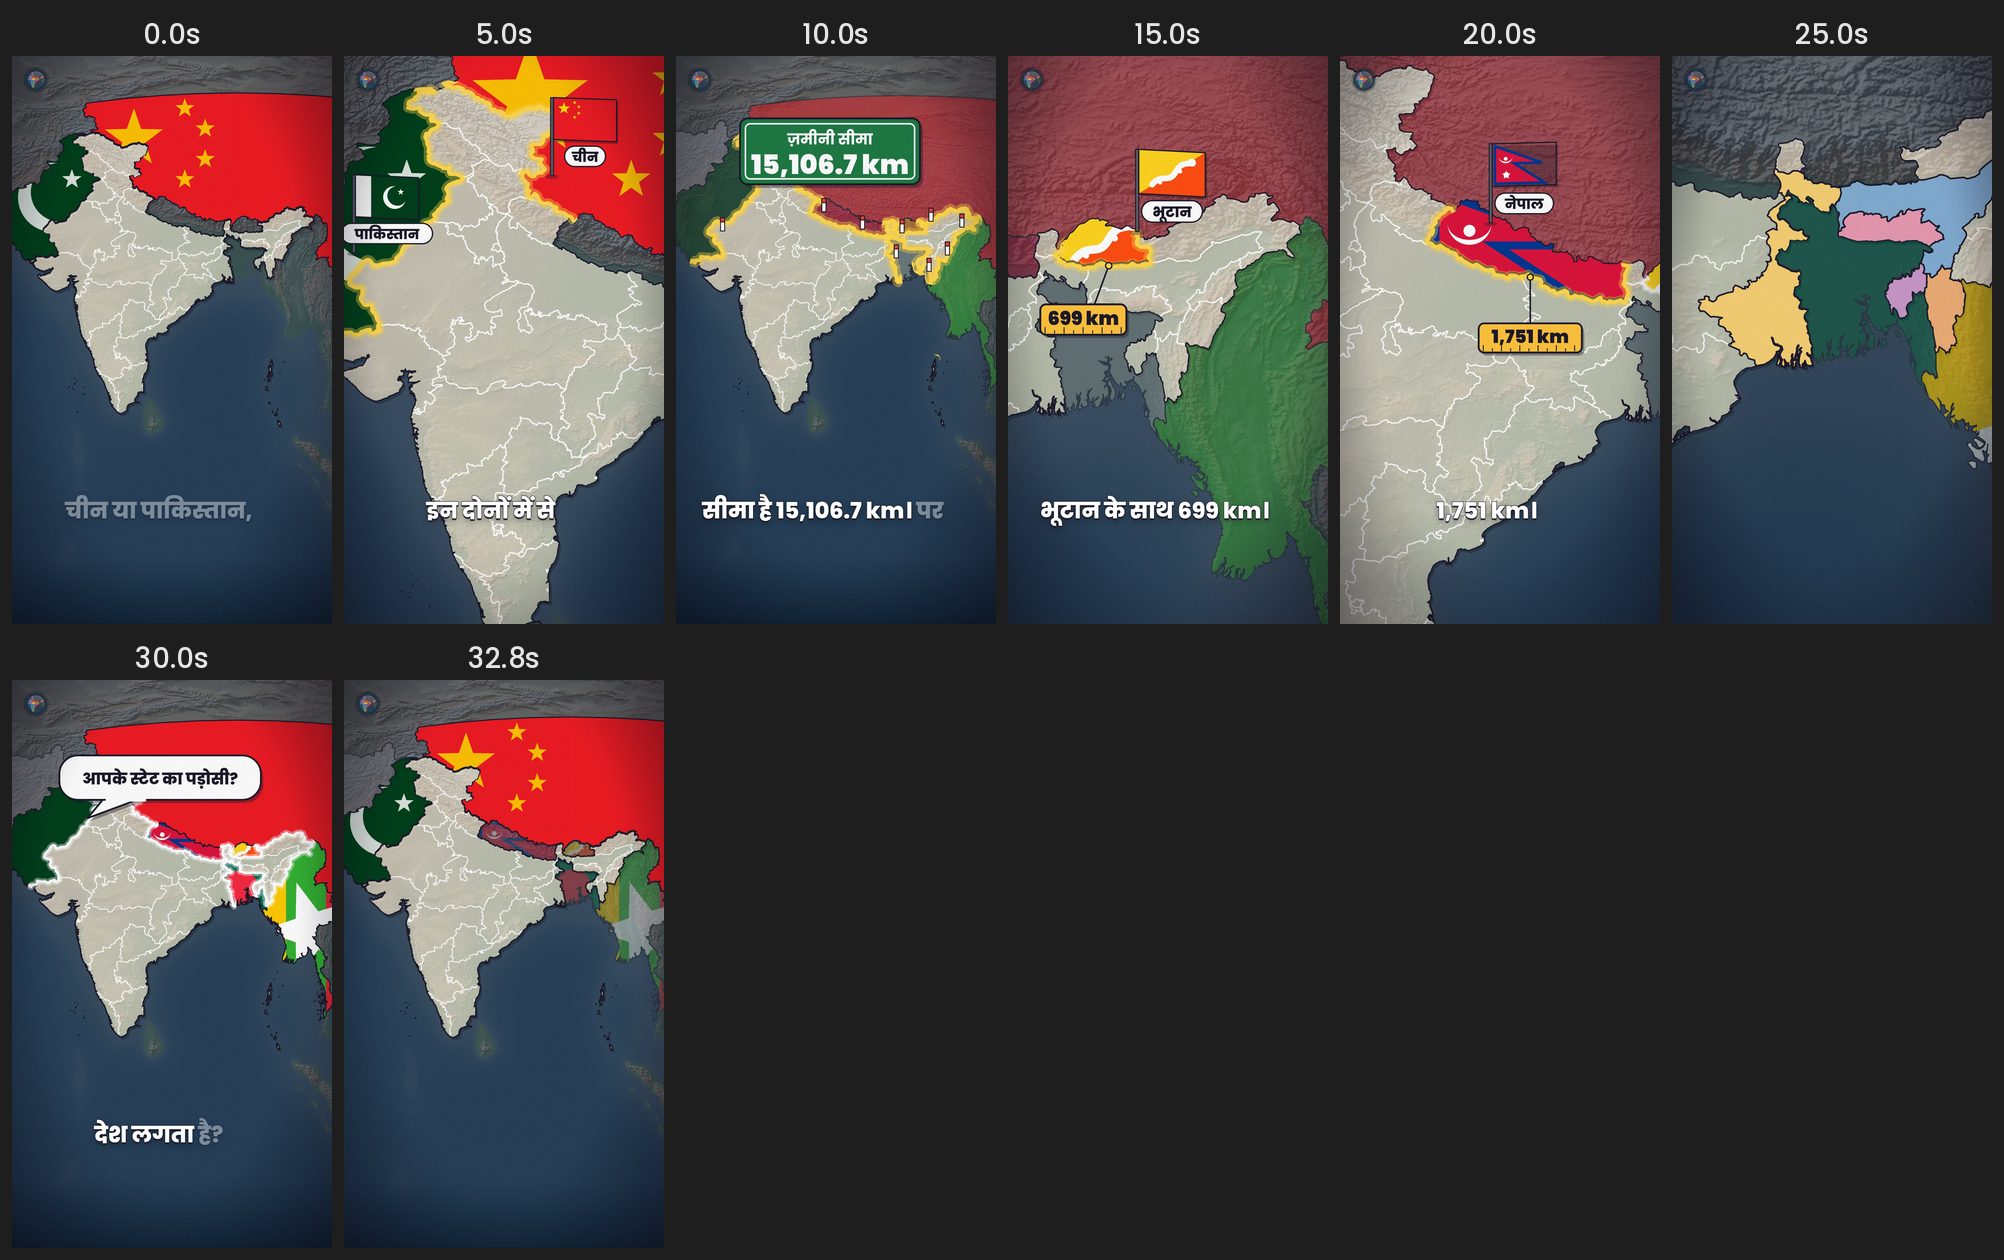 0.0s
5.0s
10.0s
15.0s
20.0s
25.0s
चीन या पाकिस्तान,
चीन
पाकिस्तान
इन दोनों में से
ज़मीनी सीमा
15,106.7 km
सीमा है 15,106.7 km। पर
भूटान
699 km
भूटान के साथ 699 km।
नेपाल
1,751 km
1,751 km।
30.0s
32.8s
आपके स्टेट का पड़ोसी?
देश लगता है?